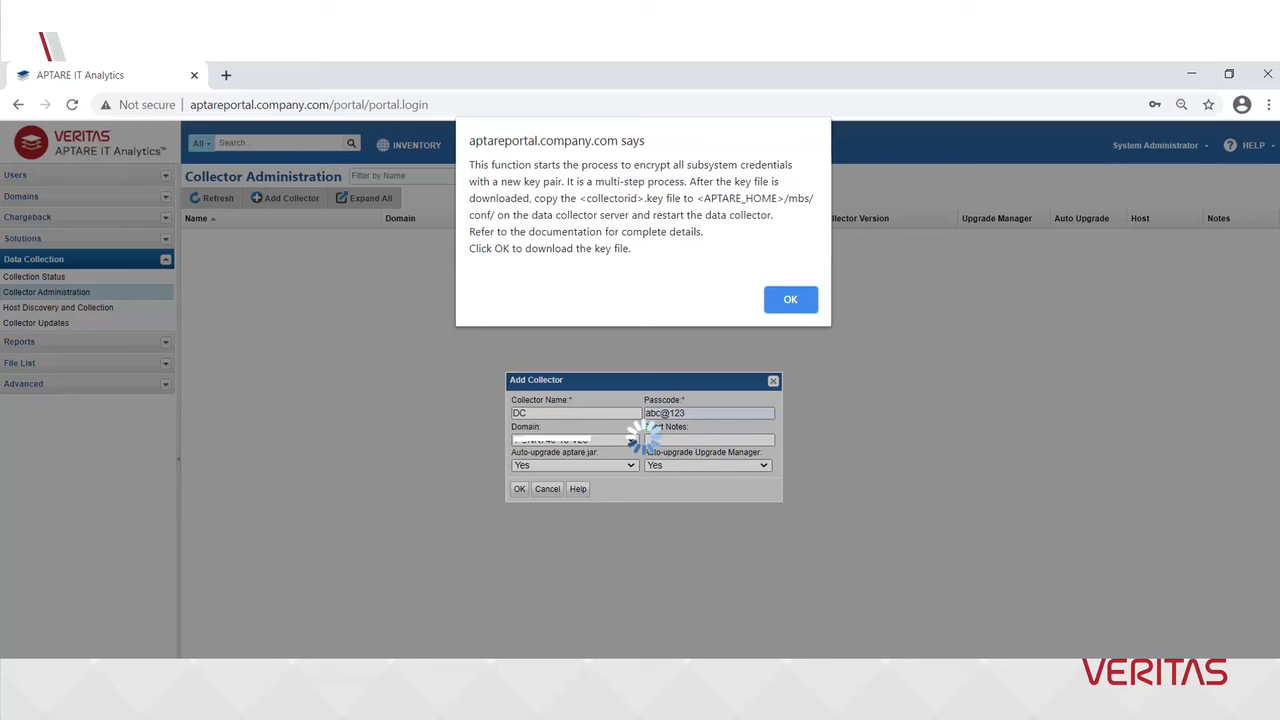 APTARE IT Analytics
Not secure
aptareportal.company.com/portal/portal.login
VERITAS
APTARE IT Analytics™
All
Search...
INVENTORY
System Administrator
HELP
aptareportal.company.com says
This function starts the process to encrypt all subsystem credentials
with a new key pair. It is a multi-step process. After the key file is
downloaded, copy the <collectorid>.key file to <APTARE_HOME>/mbs/
conf/ on the data collector server and restart the data collector.
Refer to the documentation for complete details.
Click OK to download the key file.
OK
Users
Domains
Chargeback
Solutions
Data Collection
Collection Status
Collector Administration
Host Discovery and Collection
Collector Updates
Reports
File List
Advanced
Collector Administration
Filter by Name
Refresh
Add Collector
Expand All
Name
Domain
Version
Upgrade Manager
Auto Upgrade
Host
Notes
Add Collector
Collector Name:*
Passcode:*
DC
abc@123
Domain:
Notes:
Auto-upgrade aptare.jar:
Auto-upgrade Upgrade Manager:
Yes
Yes
OK
Cancel
Help
VERITAS